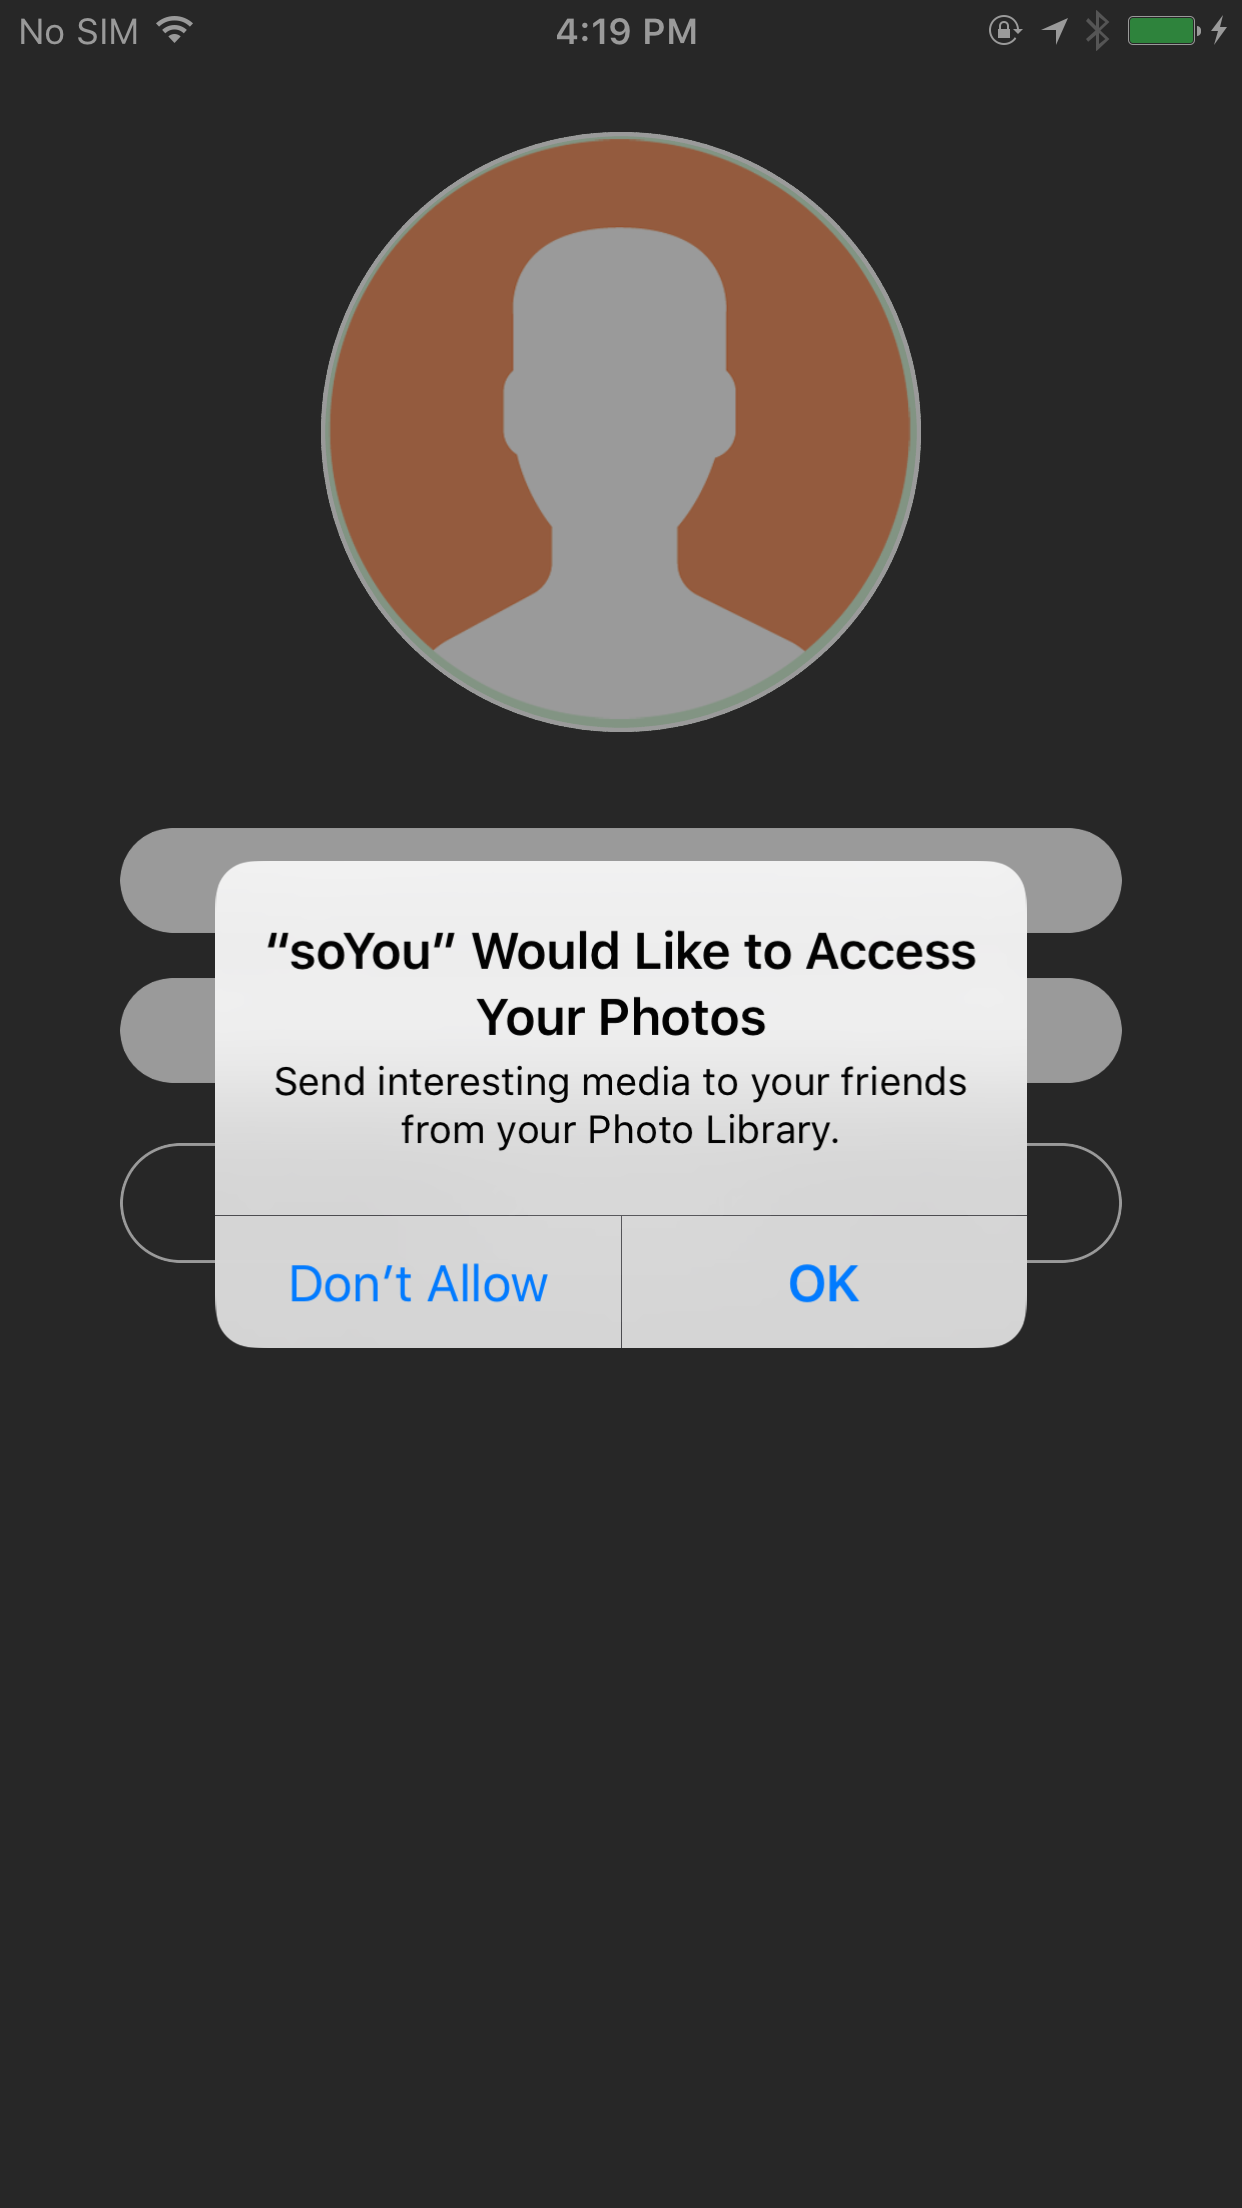 No SIM
4:19 PM
“soYou” Would Like to Access
Your Photos
Send interesting media to your friends
from your Photo Library.
Don’t Allow
OK